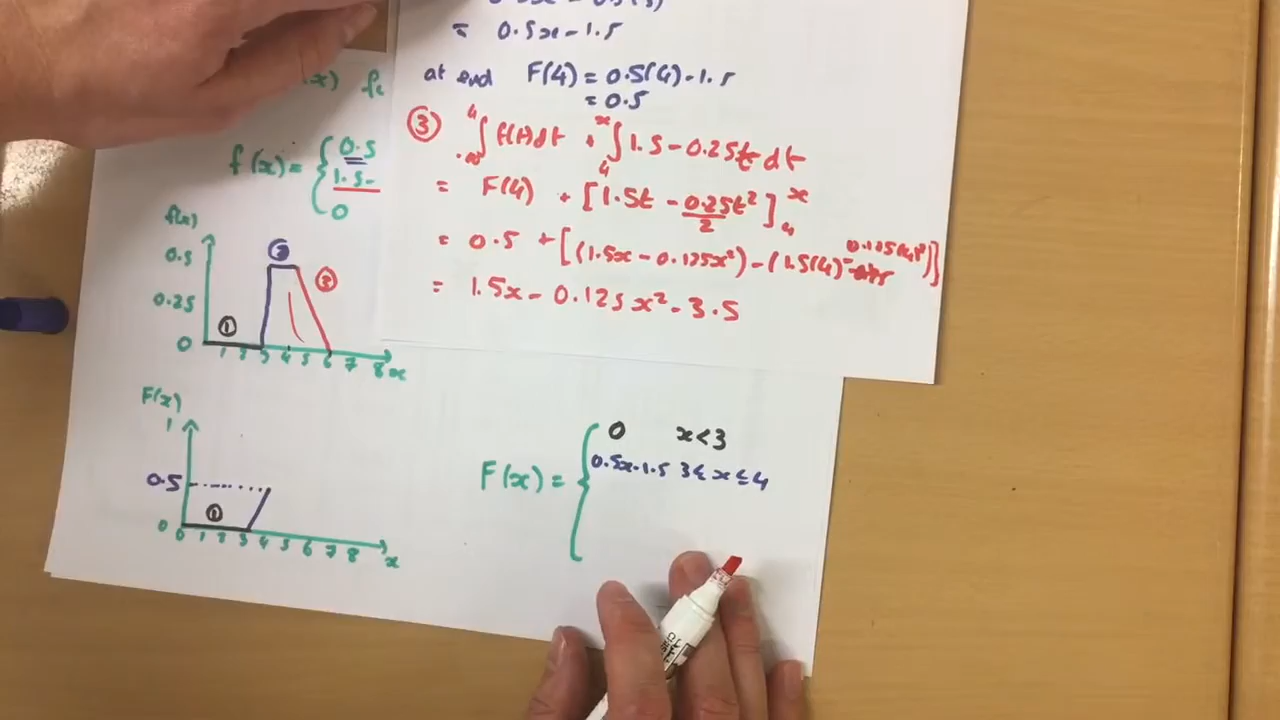 = 0.5x - 1.5
at end F(4) = 0.5(4) - 1.5
= 0.5
③ ∫₄ f(t) dt + ∫₄ˣ 1.5 - 0.25t dt
= F(4) + [1.5t - 0.25t²/2]₄ˣ
= 0.5 + [(1.5x - 0.125x²) - (1.5(4) - 0.125(4²))]
= 1.5x - 0.125x² - 3.5
f(x) = { 0.5
1.5-
0
f(x)
0.5
0.25
0
① ② ③
1 2 3 4 5 6 7 8 x
F(x)
1
0.5
0
①
0 1 2 3 4 5 6 7 8 x
F(x) = { 0 x<3
0.5x-1.5 3≤x≤4